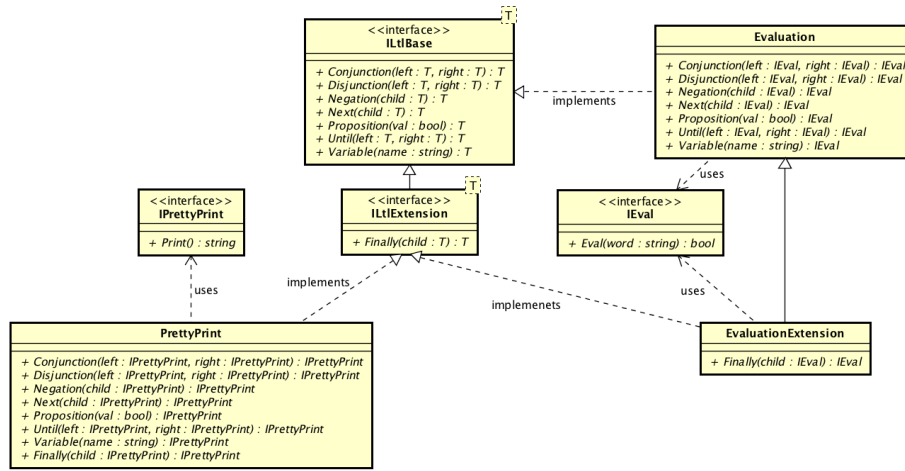 T
<<interface>>
ILtlBase
+ Conjunction(left : T, right : T) : T
+ Disjunction(left : T, right : T) : T
+ Negation(child : T) : T
+ Next(child : T) : T
+ Proposition(val : bool) : T
+ Until(left : T, right : T) : T
+ Variable(name : string) : T
implements
Evaluation
+ Conjunction(left : IEval, right : IEval) : IEval
+ Disjunction(left : IEval, right : IEval) : IEval
+ Negation(child : IEval) : IEval
+ Next(child : IEval) : IEval
+ Proposition(val : bool) : IEval
+ Until(left : IEval, right : IEval) : IEval
+ Variable(name : string) : IEval
uses
<<interface>>
IPrettyPrint
+ Print() : string
T
<<interface>>
ILtlExtension
+ Finally(child : T) : T
<<interface>>
IEval
+ Eval(word : string) : bool
uses
implements
implemenets
uses
PrettyPrint
+ Conjunction(left : IPrettyPrint, right : IPrettyPrint) : IPrettyPrint
+ Disjunction(left : IPrettyPrint, right : IPrettyPrint) : IPrettyPrint
+ Negation(child : IPrettyPrint) : IPrettyPrint
+ Next(child : IPrettyPrint) : IPrettyPrint
+ Proposition(val : bool) : IPrettyPrint
+ Until(left : IPrettyPrint, right : IPrettyPrint) : IPrettyPrint
+ Variable(name : string) : IPrettyPrint
+ Finally(child : IPrettyPrint) : IPrettyPrint
EvaluationExtension
+ Finally(child : IEval) : IEval